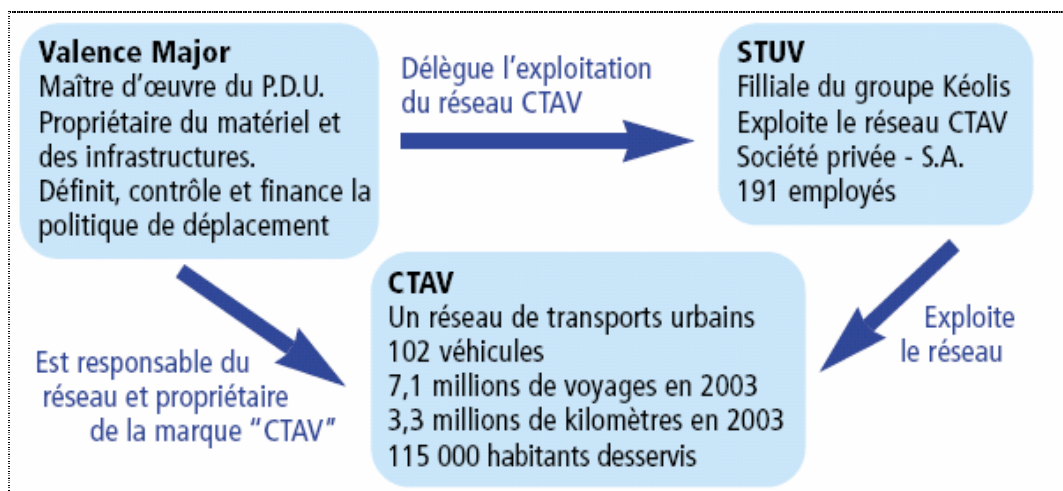 Valence Major
Maître d'œuvre du P.D.U.
Propriétaire du matériel et
des infrastructures.
Définit, contrôle et finance la
politique de déplacement
Délègue l'exploitation
du réseau CTAV
STUV
Filliale du groupe Kéolis
Exploite le réseau CTAV
Société privée - S.A.
191 employés
Est responsable du
réseau et propriétaire
de la marque "CTAV"
CTAV
Un réseau de transports urbains
102 véhicules
7,1 millions de voyages en 2003
3,3 millions de kilomètres en 2003
115 000 habitants desservis
Exploite
le réseau